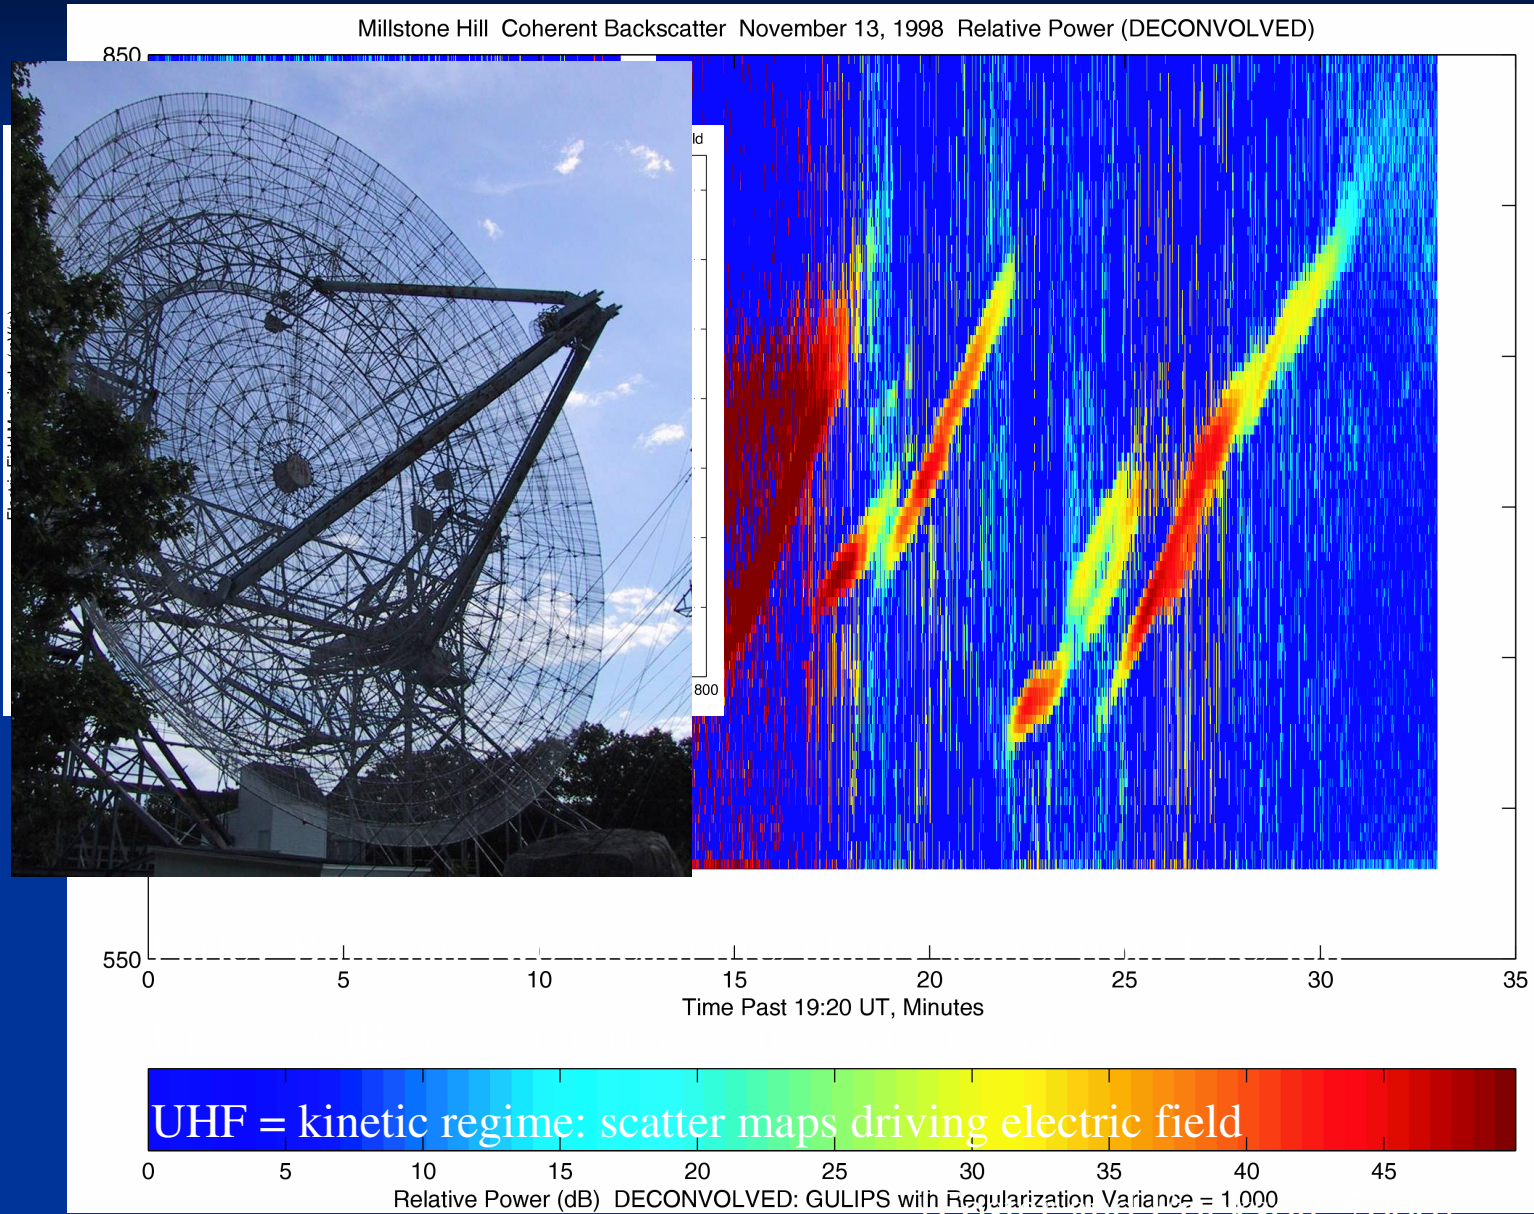 Millstone Hill Coherent Backscatter November 13, 1998 Relative Power (DECONVOLVED)
850
ld
800
550
0 5 10 15 20 25 30 35
Time Past 19:20 UT, Minutes
UHF = kinetic regime: scatter maps driving electric field
0 5 10 15 20 25 30 35 40 45
Relative Power (dB) DECONVOLVED: GULIPS with Regularization Variance = 1.000